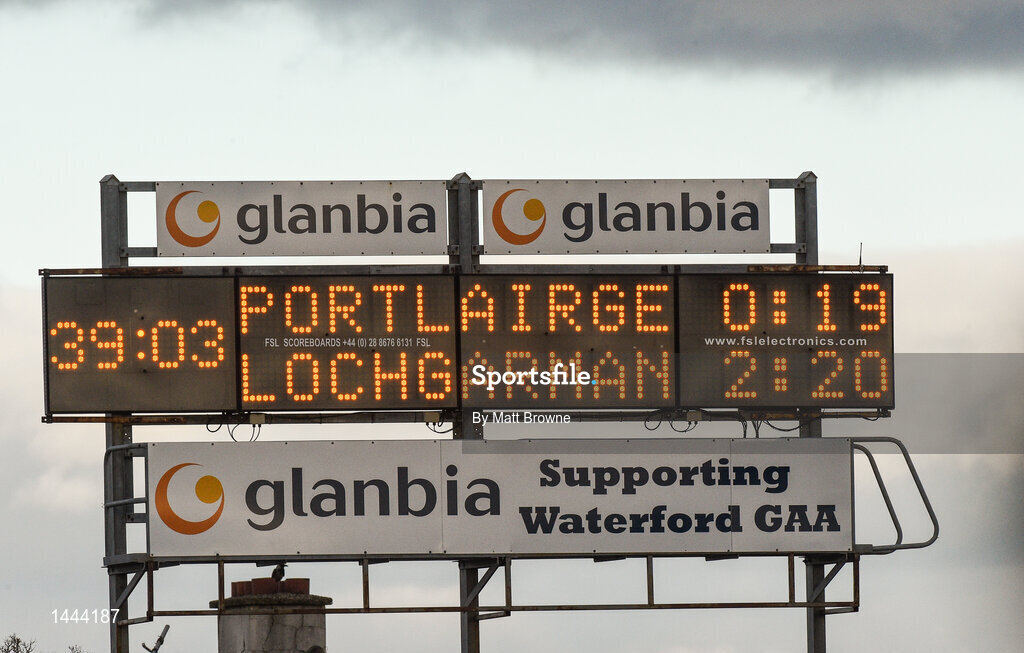 glanbia glanbia
39:03 PORTLAIRGE 0:19
FSL SCOREBOARDS +44 (0) 28 8676 6131 FSL www.fslelectronics.com
LOCHGARMAN 2:20
Sportsfile.
By Matt Browne
glanbia Supporting
Waterford GAA
1444187